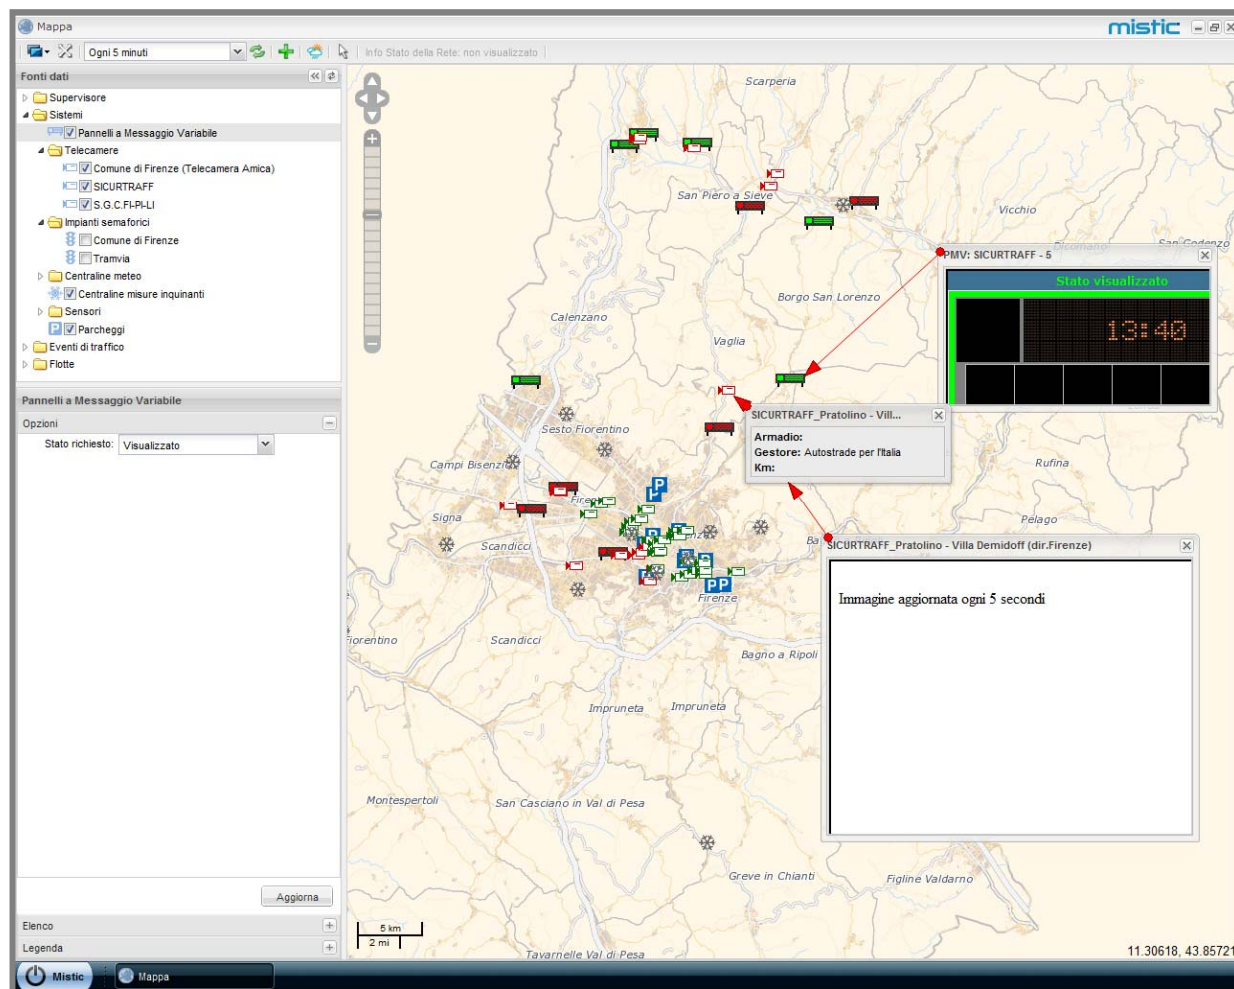 Mappa
mistic
Ogni 5 minuti
Info Stato della Rete: non visualizzato
Fonti dati
Supervisore
Sistemi
Pannelli a Messaggio Variabile
Telecamere
Comune di Firenze (Telecamera Amica)
SICURTRAFF
S.G.C.FI-PI-LI
Impianti semaforici
Comune di Firenze
Tramvia
Centraline meteo
Centraline misure inquinanti
Sensori
P Parcheggi
Eventi di traffico
Flotte
Pannelli a Messaggio Variabile
Opzioni
Stato richiesto: Visualizzato
Aggiorna
Elenco
Legenda
Scarperia
San Piero a Sieve
Vicchio
Dicomano
San Godenzo
PMV: SICURTRAFF - 5
Stato visualizzato
13:40
Borgo San Lorenzo
Calenzano
Vaglia
SICURTRAFF_Pratolino - Vill...
Armadio:
Gestore: Autostrade per l'Italia
Km:
Sesto Fiorentino
Campi Bisenzio
Rufina
Signa
Pelago
Scandicci
P
P
P
P
P P
Firenze
SICURTRAFF_Pratolino - Villa Demidoff (dir.Firenze)
Immagine aggiornata ogni 5 secondi
Fiorentino
Scandicci
Bagno a Ripoli
Impruneta
Impruneta
Montespertoli
San Casciano in Val di Pesa
Greve in Chianti
Figline Valdarno
5 km
2 mi
Tavarnelle Val di Pesa
11.30618, 43.85721
Mistic
Mappa